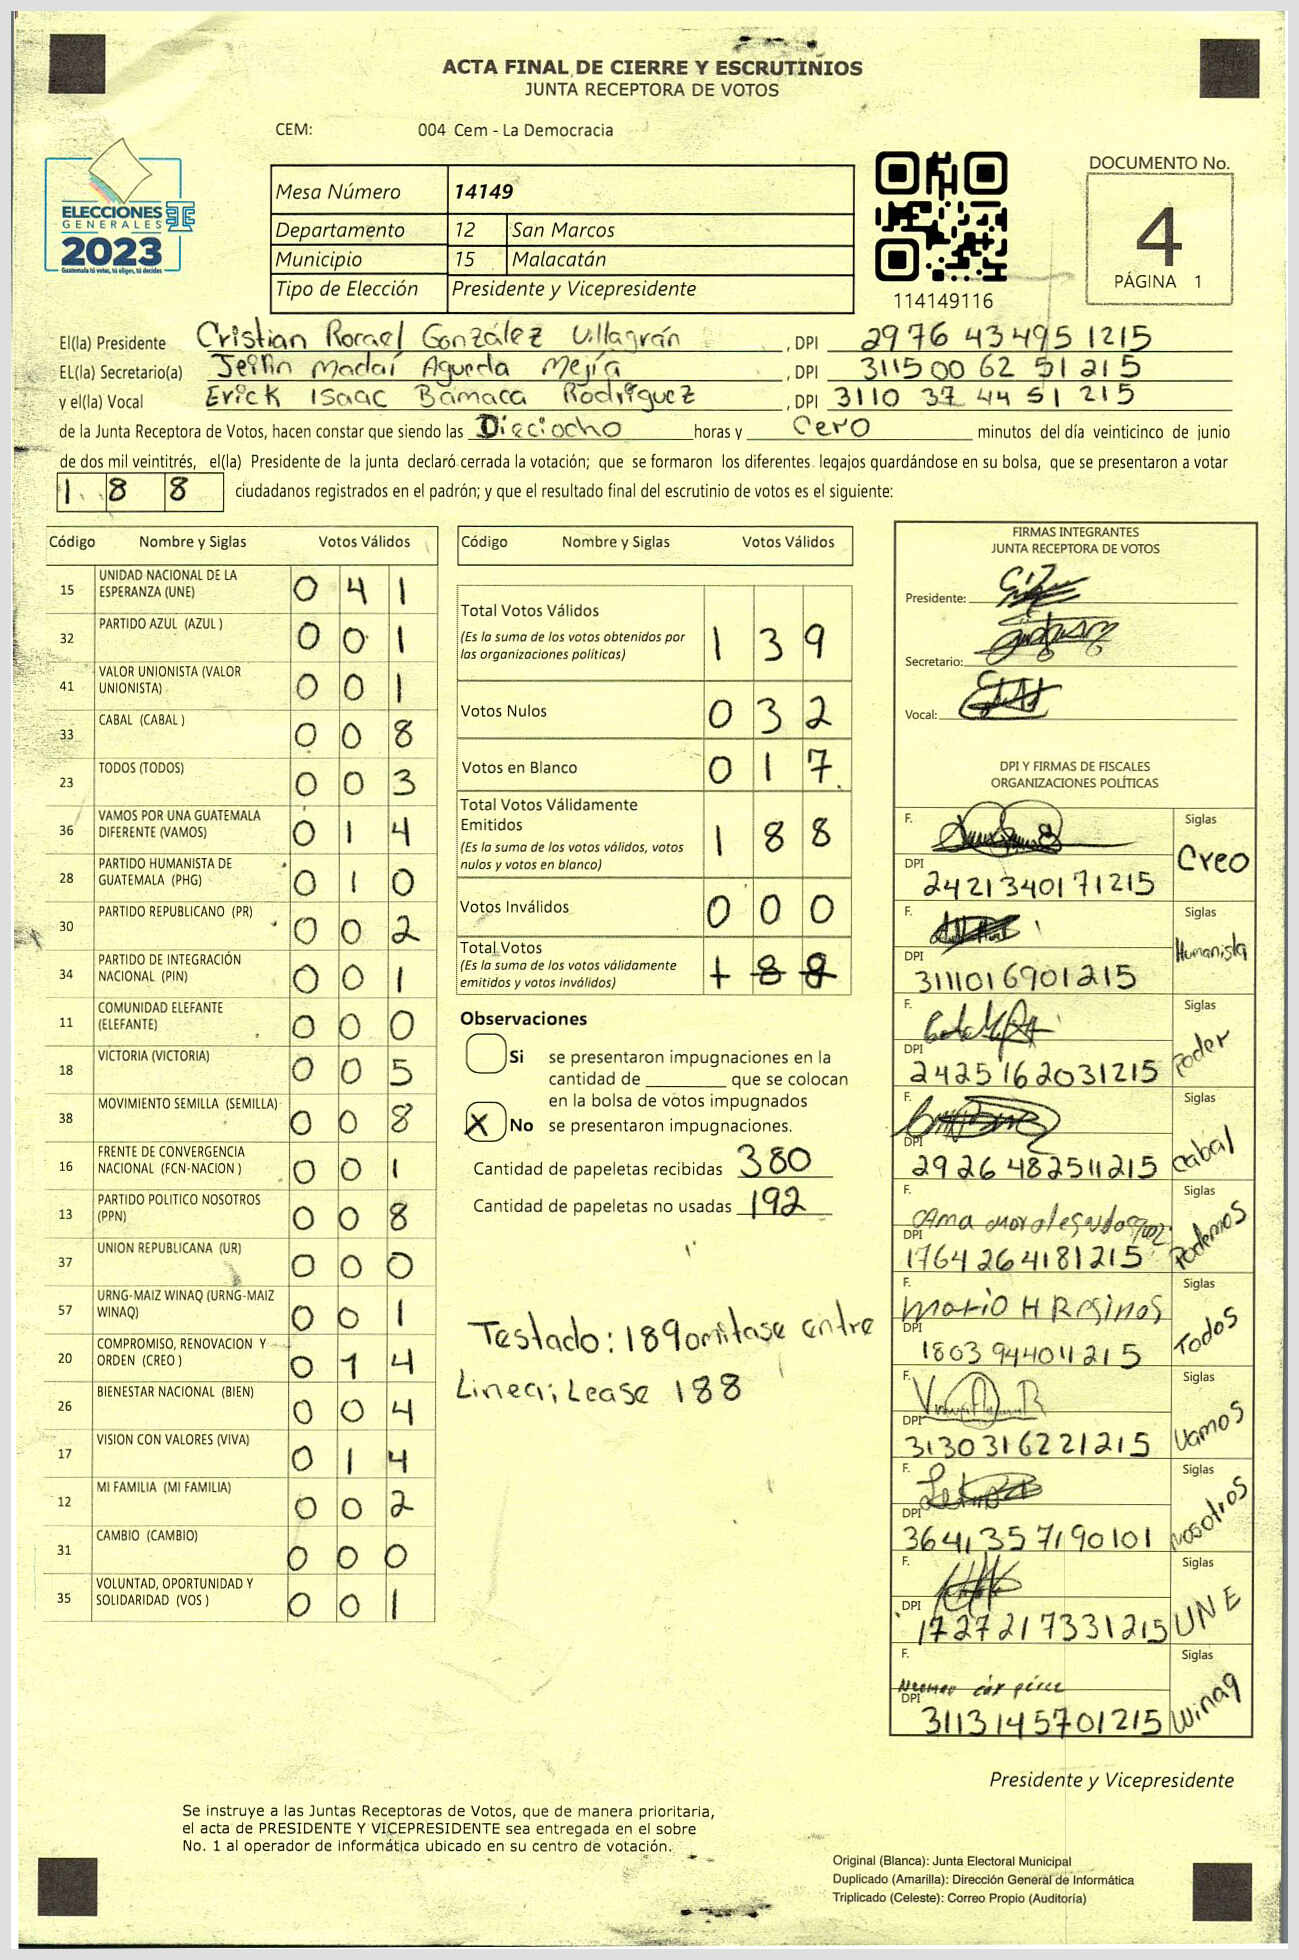 ACTA FINAL DE CIERRE Y ESCRUTINIOS
JUNTA RECEPTORA DE VOTOS
CEM: 004 Cem - La Democracia
ELECCIONES
GENERALES
2023
Guatemala tú votas, tú eliges, tú decides
Mesa Número 14149
Departamento 12 San Marcos
Municipio 15 Malacatán
Tipo de Elección Presidente y Vicepresidente
114149116
DOCUMENTO No.
4
PÁGINA 1
El(la) Presidente Cristian Rorael González Villagrán , DPI 2976 43495 1215
EL(la) Secretario(a) Jeilin Madaí Agueda Mejía , DPI 311500 62 51215
y el(la) Vocal Erick Isaac Bámaca Rodríguez , DPI 3110 37 44 51 215
de la Junta Receptora de Votos, hacen constar que siendo las Dieciocho horas y Cero minutos del día veinticinco de junio
de dos mil veintitrés, el(la) Presidente de la junta declaró cerrada la votación; que se formaron los diferentes legajos guardándose en su bolsa, que se presentaron a votar
1 8 8 ciudadanos registrados en el padrón; y que el resultado final del escrutinio de votos es el siguiente:
Código Nombre y Siglas Votos Válidos
15 UNIDAD NACIONAL DE LA ESPERANZA (UNE) 0 4 1
32 PARTIDO AZUL (AZUL ) 0 0 1
41 VALOR UNIONISTA (VALOR UNIONISTA) 0 0 1
33 CABAL (CABAL ) 0 0 8
23 TODOS (TODOS) 0 0 3
36 VAMOS POR UNA GUATEMALA DIFERENTE (VAMOS) 0 1 4
28 PARTIDO HUMANISTA DE GUATEMALA (PHG) 0 1 0
30 PARTIDO REPUBLICANO (PR) 0 0 2
34 PARTIDO DE INTEGRACIÓN NACIONAL (PIN) 0 0 1
11 COMUNIDAD ELEFANTE (ELEFANTE) 0 0 0
18 VICTORIA (VICTORIA) 0 0 5
38 MOVIMIENTO SEMILLA (SEMILLA) 0 0 8
16 FRENTE DE CONVERGENCIA NACIONAL (FCN-NACION ) 0 0 1
13 PARTIDO POLITICO NOSOTROS (PPN) 0 0 8
37 UNION REPUBLICANA (UR) 0 0 0
57 URNG-MAIZ WINAQ (URNG-MAIZ WINAQ) 0 0 1
20 COMPROMISO, RENOVACION Y ORDEN (CREO ) 0 1 4
26 BIENESTAR NACIONAL (BIEN) 0 0 4
17 VISION CON VALORES (VIVA) 0 1 4
12 MI FAMILIA (MI FAMILIA) 0 0 2
31 CAMBIO (CAMBIO) 0 0 0
35 VOLUNTAD, OPORTUNIDAD Y SOLIDARIDAD (VOS ) 0 0 1
Código Nombre y Siglas Votos Válidos
Total Votos Válidos 1 3 9
(Es la suma de los votos obtenidos por
las organizaciones políticas)
Votos Nulos 0 3 2
Votos en Blanco 0 1 7
Total Votos Válidamente
Emitidos 1 8 8
(Es la suma de los votos válidos, votos
nulos y votos en blanco)
Votos Inválidos 0 0 0
Total Votos
(Es la suma de los votos válidamente
emitidos y votos inválidos) 1 8
Observaciones
Si se presentaron impugnaciones en la
cantidad de ________ que se colocan
en la bolsa de votos impugnados
X No se presentaron impugnaciones.
Cantidad de papeletas recibidas 380
Cantidad de papeletas no usadas 192
Testado: 189 omitase entre
Linea; Lease 188
FIRMAS INTEGRANTES
JUNTA RECEPTORA DE VOTOS
Presidente:
Secretario:
Vocal:
DPI Y FIRMAS DE FISCALES
ORGANIZACIONES POLÍTICAS
F. Siglas
DPI 2421340171215 Creo
F. Siglas
DPI 3111016901215 Humanista
F. Siglas
DPI 2425162031215 Poder
F. Siglas
DPI 2926482511215 Cabal
F. Siglas
DPI 1764264181215 Podemos
F. Mario H Rosinos Siglas
DPI 1803944011215 Todos
F. Siglas
DPI 3130316221215 Vamos
F. Siglas
DPI 3641357190101 Nosotros
F. Siglas
DPI 1727217331215 UNE
F. Siglas
DPI 3113145701215 Winaq
Presidente y Vicepresidente
Se instruye a las Juntas Receptoras de Votos, que de manera prioritaria,
el acta de PRESIDENTE Y VICEPRESIDENTE sea entregada en el sobre
No. 1 al operador de informática ubicado en su centro de votación.
Original (Blanca): Junta Electoral Municipal
Duplicado (Amarilla): Dirección General de Informática
Triplicado (Celeste): Correo Propio (Auditoría)